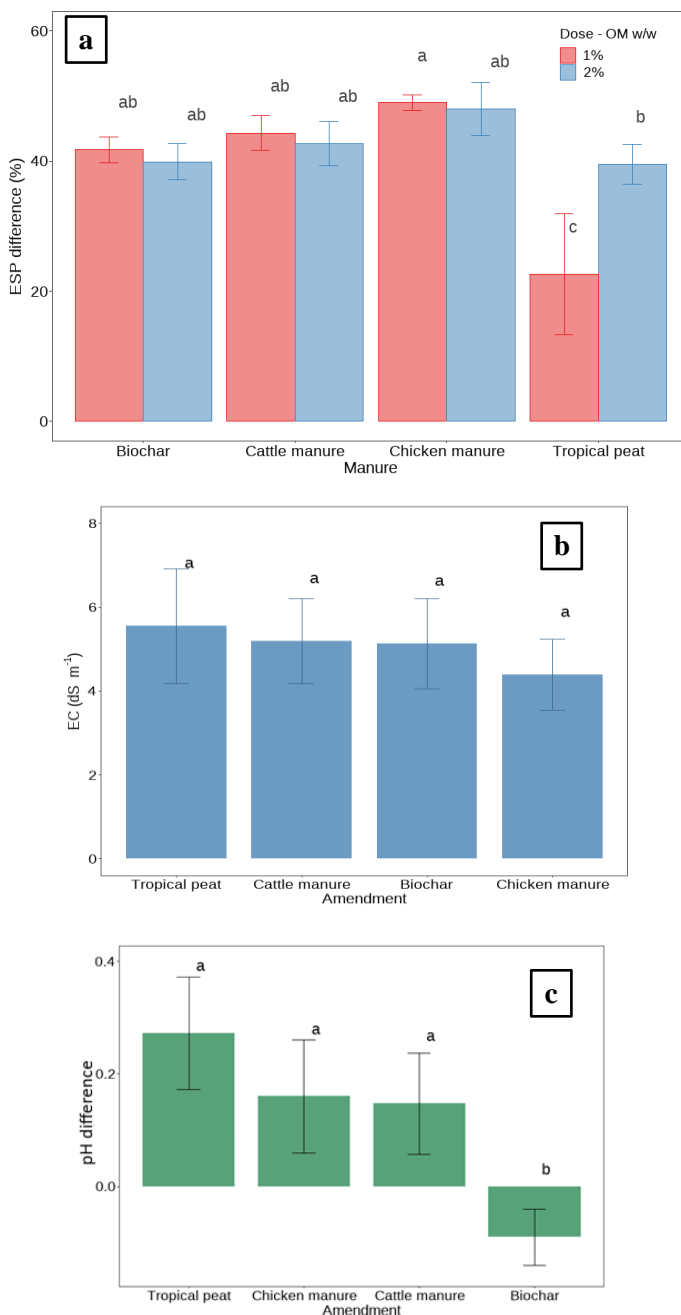 a
Dose - OM w/w
1%
2%
60
40
20
0
ESP difference (%)
ab
ab
ab
ab
a
ab
c
b
Biochar
Cattle manure
Chicken manure
Tropical peat
Manure
b
8
6
4
2
0
EC (dS m⁻¹)
a
a
a
a
Tropical peat
Cattle manure
Biochar
Chicken manure
Amendment
c
0.4
0.2
0.0
pH difference
a
a
a
b
Tropical peat
Chicken manure
Cattle manure
Biochar
Amendment